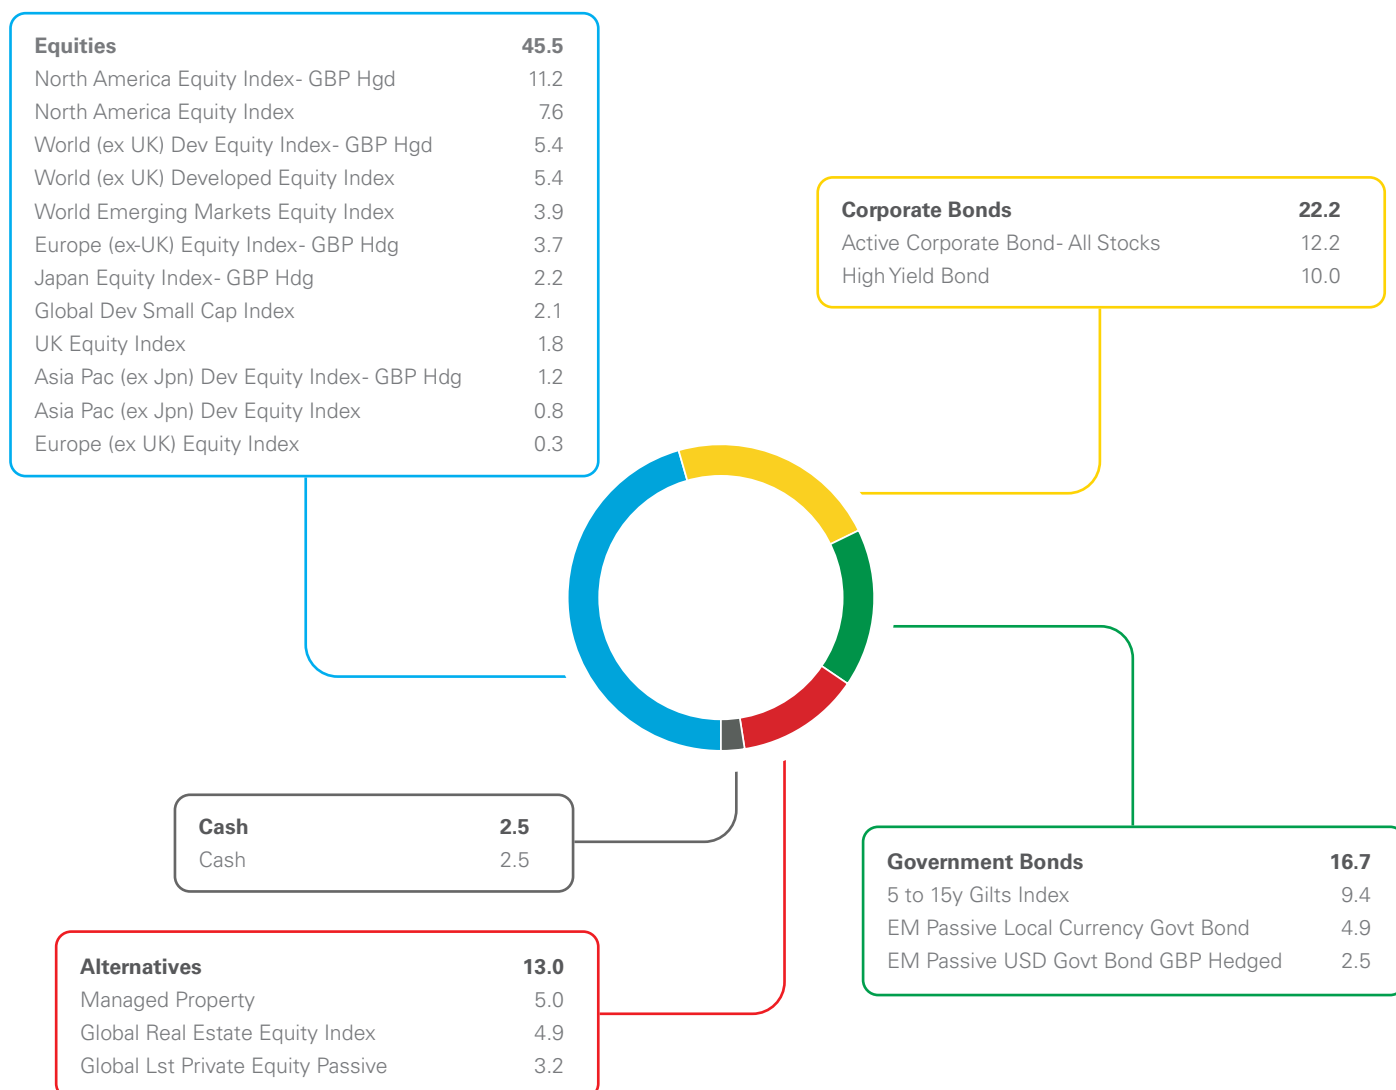 Equities 45.5
North America Equity Index- GBP Hgd 11.2
North America Equity Index 7.6
World (ex UK) Dev Equity Index- GBP Hgd 5.4
World (ex UK) Developed Equity Index 5.4
World Emerging Markets Equity Index 3.9
Europe (ex-UK) Equity Index- GBP Hdg 3.7
Japan Equity Index- GBP Hdg 2.2
Global Dev Small Cap Index 2.1
UK Equity Index 1.8
Asia Pac (ex Jpn) Dev Equity Index- GBP Hdg 1.2
Asia Pac (ex Jpn) Dev Equity Index 0.8
Europe (ex UK) Equity Index 0.3
Corporate Bonds 22.2
Active Corporate Bond- All Stocks 12.2
High Yield Bond 10.0
Cash 2.5
Cash 2.5
Government Bonds 16.7
5 to 15y Gilts Index 9.4
EM Passive Local Currency Govt Bond 4.9
EM Passive USD Govt Bond GBP Hedged 2.5
Alternatives 13.0
Managed Property 5.0
Global Real Estate Equity Index 4.9
Global Lst Private Equity Passive 3.2